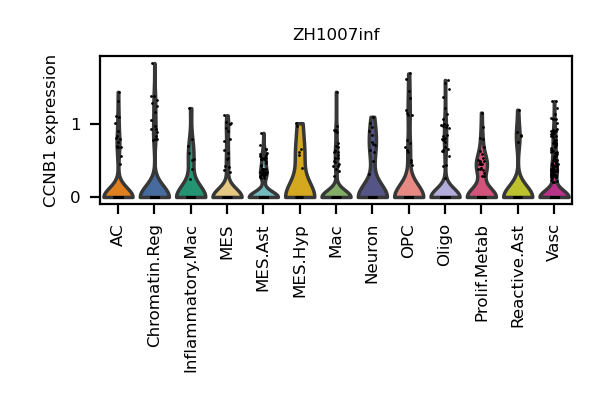 ZH1007inf
CCNB1 expression
1
0
AC
Chromatin.Reg
Inflammatory.Mac
MES
MES.Ast
MES.Hyp
Mac
Neuron
OPC
Oligo
Prolif.Metab
Reactive.Ast
Vasc